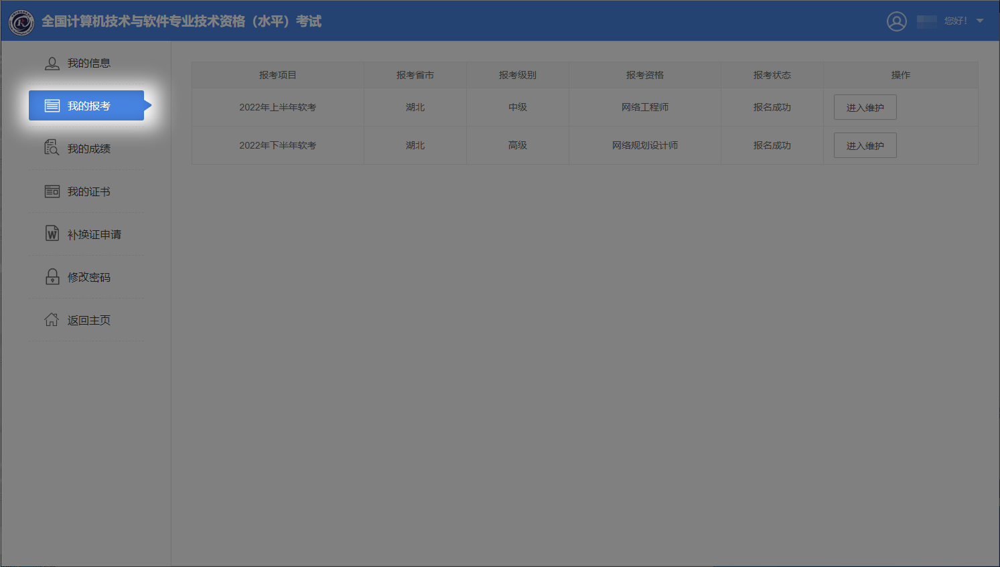 全国计算机技术与软件专业技术资格（水平）考试
您好！
我的信息
我的报考
我的成绩
我的证书
补换证申请
修改密码
返回主页
报考项目 报考省市 报考级别 报考资格 报考状态 操作
2022年上半年软考 湖北 中级 网络工程师 报名成功 进入维护
2022年下半年软考 湖北 高级 网络规划设计师 报名成功 进入维护